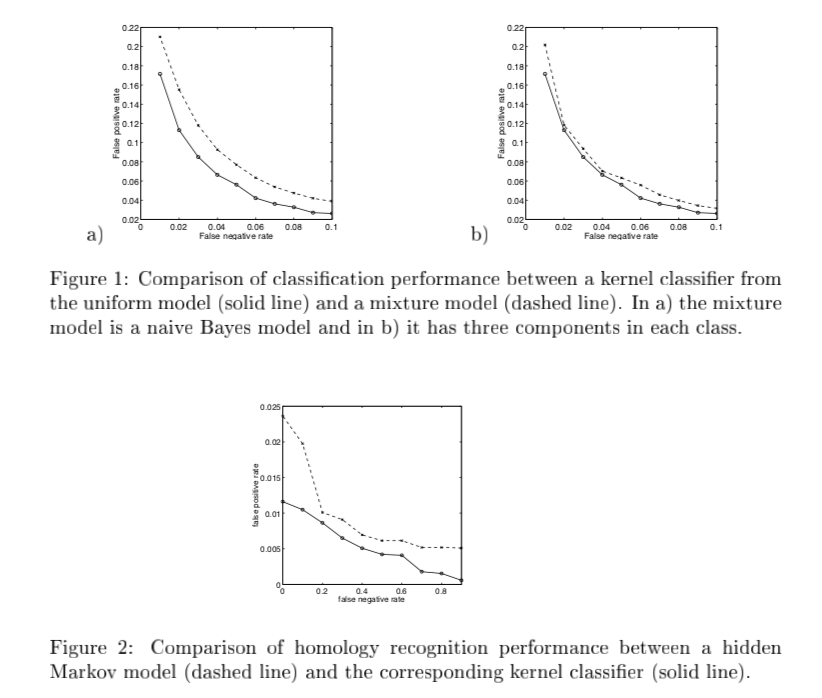 0.22
0.2
0.18
0.16
0.14
0.12
0.1
0.08
0.06
0.04
0.02
False positive rate
0 0.02 0.04 0.06 0.08 0.1
False negative rate
a)
0.22
0.2
0.18
0.16
0.14
0.12
0.1
0.08
0.06
0.04
0.02
False positive rate
0 0.02 0.04 0.06 0.08 0.1
False negative rate
b)
Figure 1: Comparison of classification performance between a kernel classifier from
the uniform model (solid line) and a mixture model (dashed line). In a) the mixture
model is a naive Bayes model and in b) it has three components in each class.
0.025
0.02
0.015
0.01
0.005
0
false positive rate
0 0.2 0.4 0.6 0.8
false negative rate
Figure 2: Comparison of homology recognition performance between a hidden
Markov model (dashed line) and the corresponding kernel classifier (solid line).